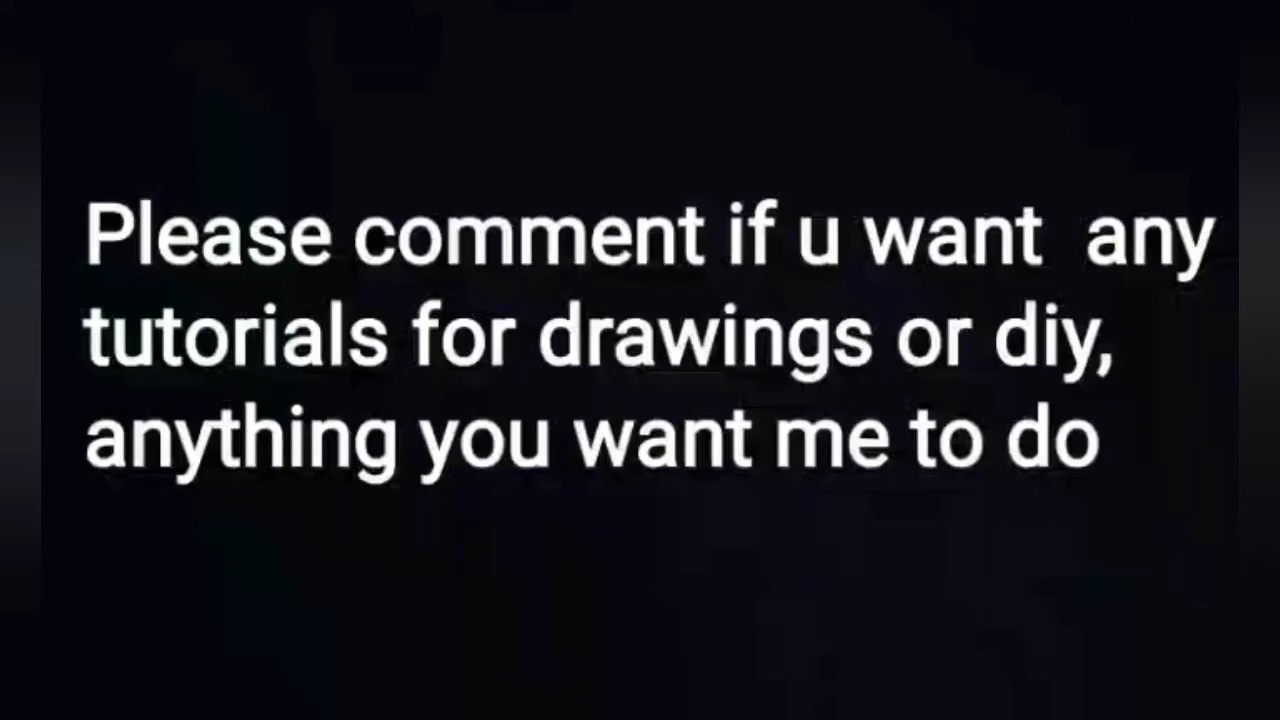 Please comment if u want  any
tutorials for drawings or diy,
anything you want me to do